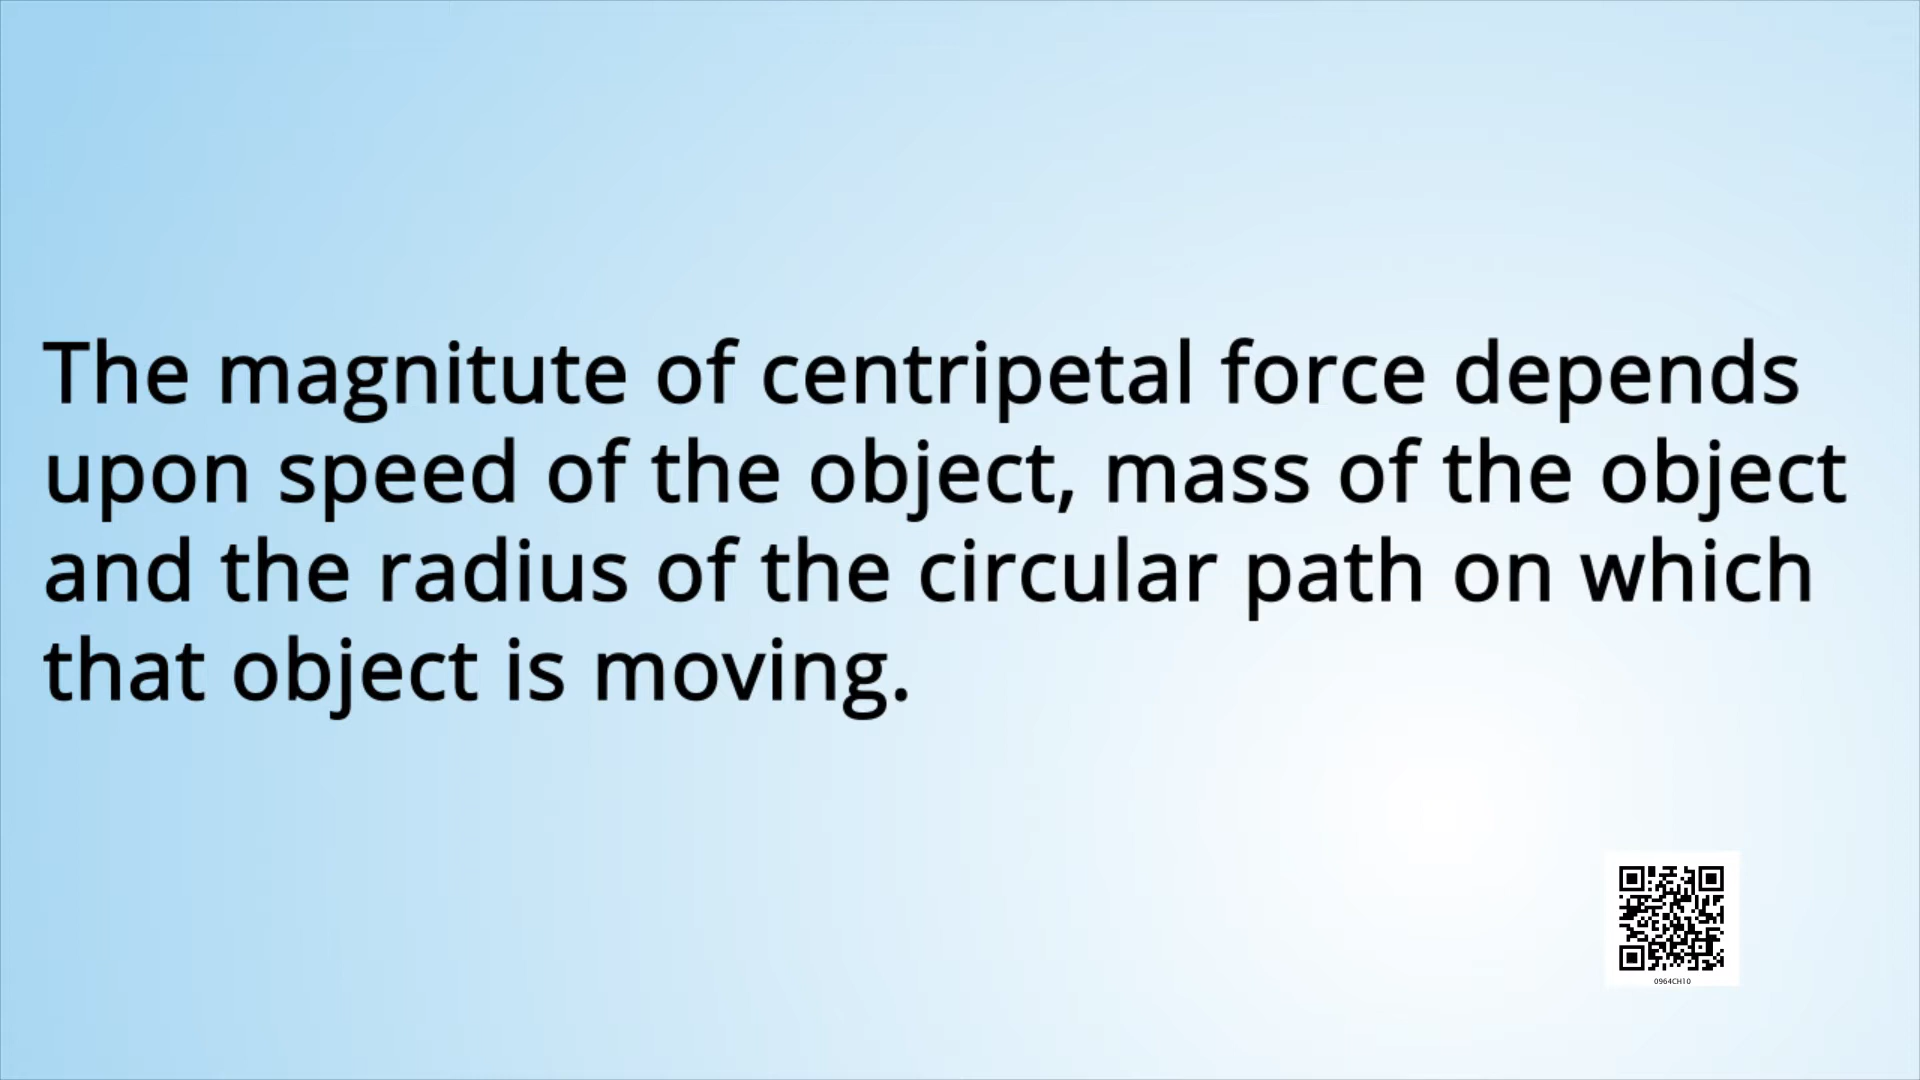 The magnitute of centripetal force depends
upon speed of the object, mass of the object
and the radius of the circular path on which
that object is moving.
0964CH10